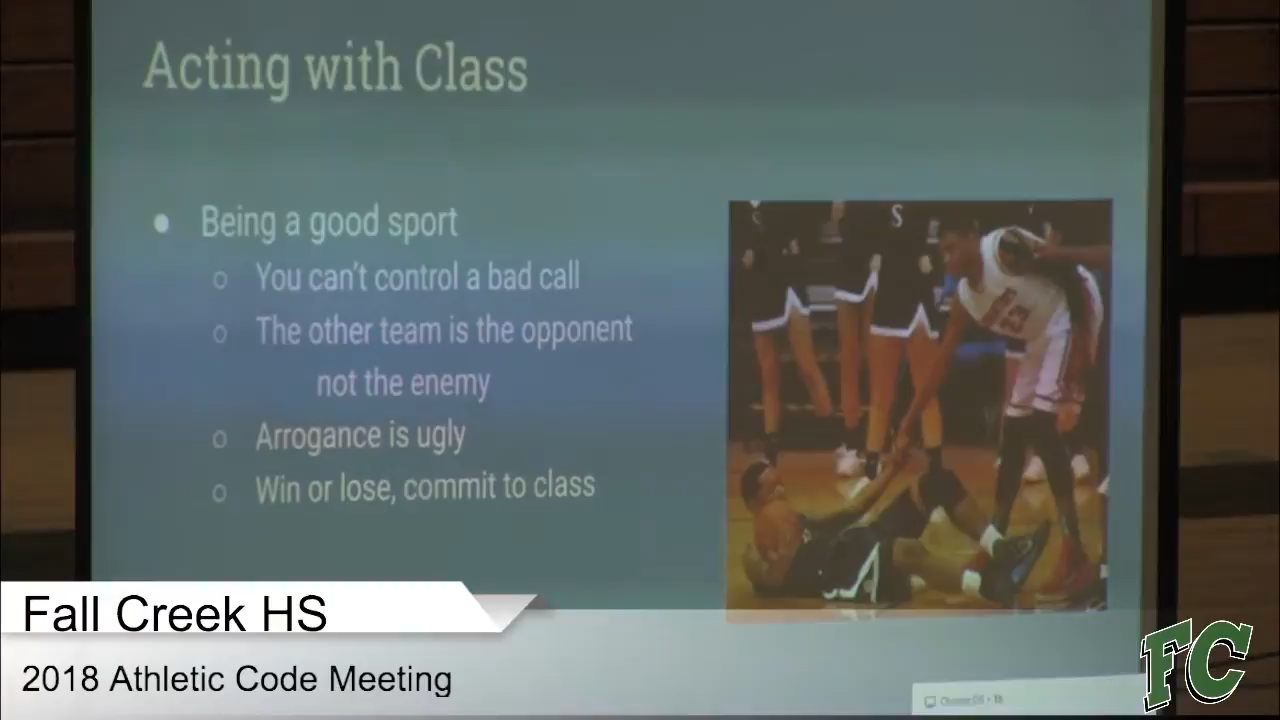 Acting with Class
● Being a good sport
○ You can't control a bad call
○ The other team is the opponent
not the enemy
○ Arrogance is ugly
○ Win or lose, commit to class
S
Fall Creek HS
2018 Athletic Code Meeting
FC